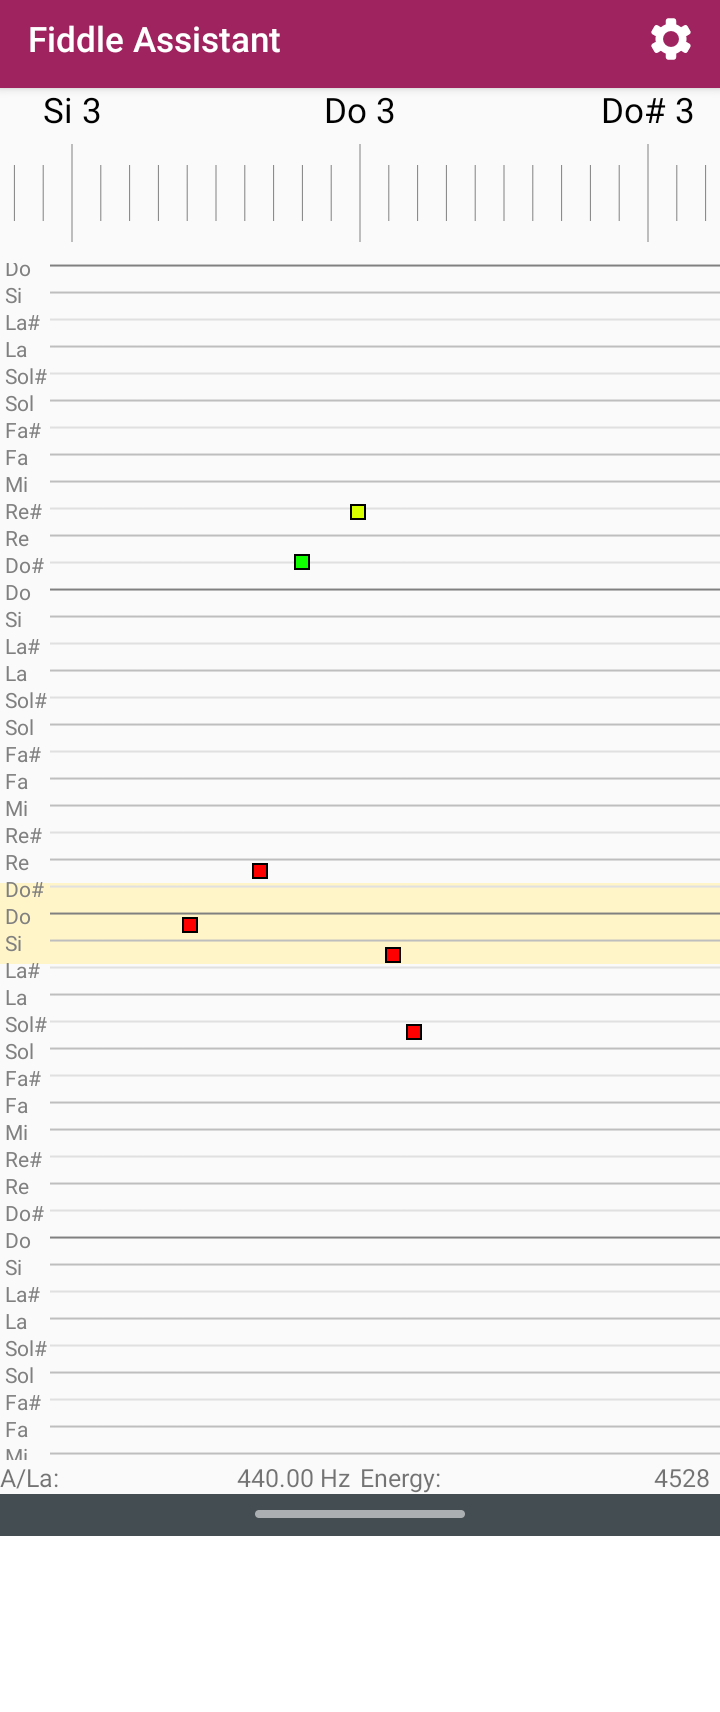 Fiddle Assistant
Si 3 Do 3 Do# 3
Do
Si
La#
La
Sol#
Sol
Fa#
Fa
Mi
Re#
Re
Do#
Do
Si
La#
La
Sol#
Sol
Fa#
Fa
Mi
Re#
Re
Do#
Do
Si
La#
La
Sol#
Sol
Fa#
Fa
Mi
Re#
Re
Do#
Do
Si
La#
La
Sol#
Sol
Fa#
Fa
Mi
A/La: 440.00 Hz Energy: 4528